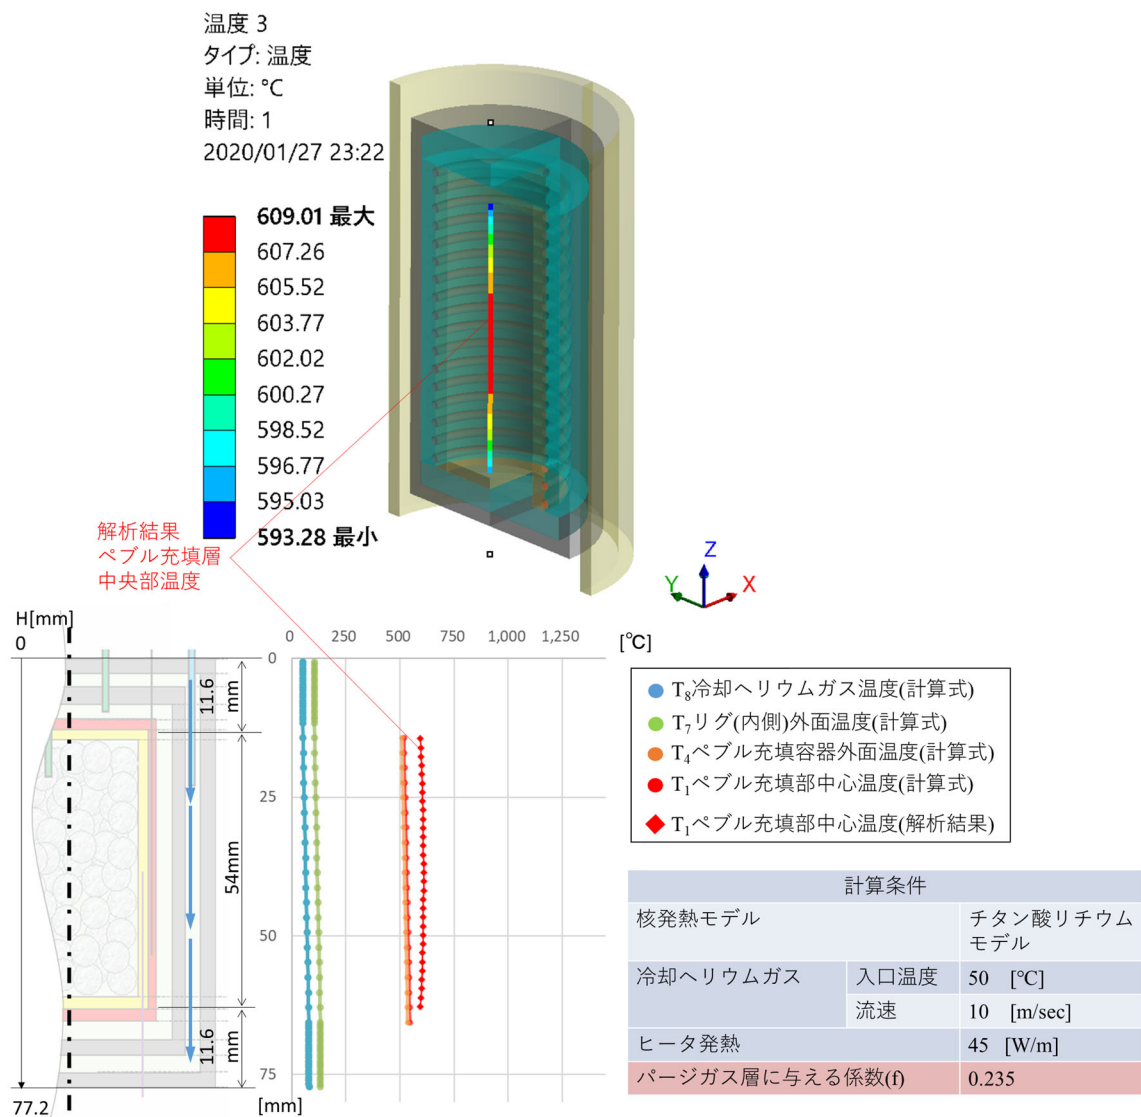 温度 3
タイプ: 温度
単位: °C
時間: 1
2020/01/27 23:22
609.01 最大
607.26
605.52
603.77
602.02
600.27
598.52
596.77
595.03
593.28 最小
解析結果
ペブル充填層
中央部温度
Z
Y
X
H[mm]
0
11.6
mm
54mm
11.6
mm
77.2
0
250
500
750
1,000
1,250
[℃]
0
25
50
75
[mm]
T8冷却ヘリウムガス温度(計算式)
T7リグ(内側)外面温度(計算式)
T4ペブル充填容器外面温度(計算式)
T1ペブル充填部中心温度(計算式)
T1ペブル充填部中心温度(解析結果)
計算条件
核発熱モデル
チタン酸リチウム
モデル
冷却ヘリウムガス
入口温度
50 [℃]
流速
10 [m/sec]
ヒータ発熱
45 [W/m]
パージガス層に与える係数(f)
0.235